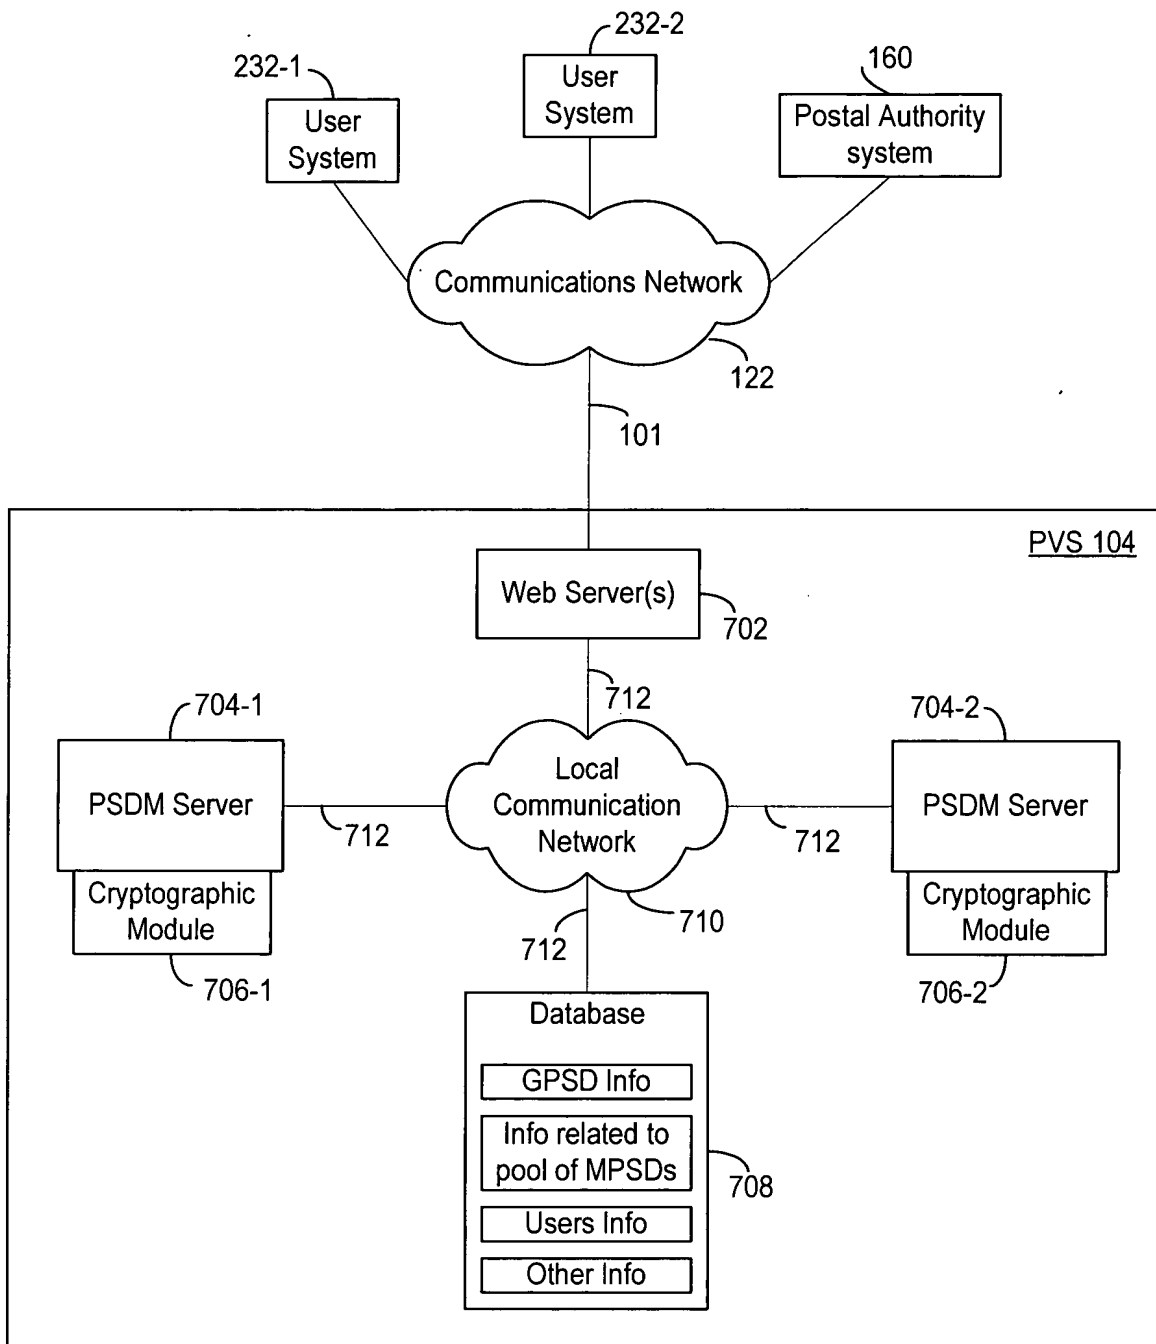 232-2
232-1
160
User
System
User
System
Postal Authority
system
Communications Network
122
101
PVS 104
Web Server(s)
702
712
704-1
704-2
Local
Communication
Network
PSDM Server
PSDM Server
712
712
Cryptographic
Module
Cryptographic
Module
710
712
706-1
706-2
Database
GPSD Info
Info related to
pool of MPSDs
708
Users Info
Other Info